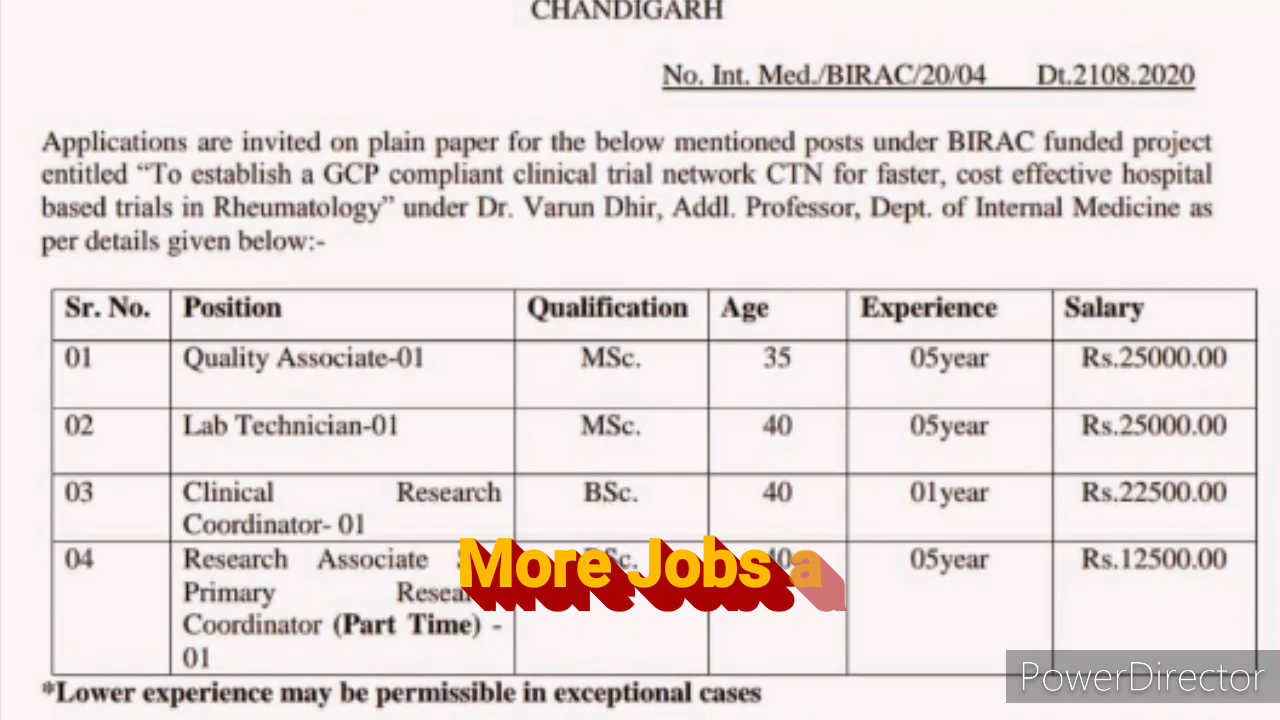 CHANDIGARH
No. Int. Med./BIRAC/20/04 Dt.2108.2020
Applications are invited on plain paper for the below mentioned posts under BIRAC funded project
entitled “To establish a GCP compliant clinical trial network CTN for faster, cost effective hospital
based trials in Rheumatology” under Dr. Varun Dhir, Addl. Professor, Dept. of Internal Medicine as
per details given below:-
Sr. No. Position Qualification Age Experience Salary
01 Quality Associate-01 MSc. 35 05year Rs.25000.00
02 Lab Technician-01 MSc. 40 05year Rs.25000.00
03 Clinical Research BSc. 40 01year Rs.22500.00
Coordinator- 01
04 Research Associate 40 05year Rs.12500.00
More Jobs a
Primary
Coordinator (Part Time) -
01
*Lower experience may be permissible in exceptional cases
PowerDirector